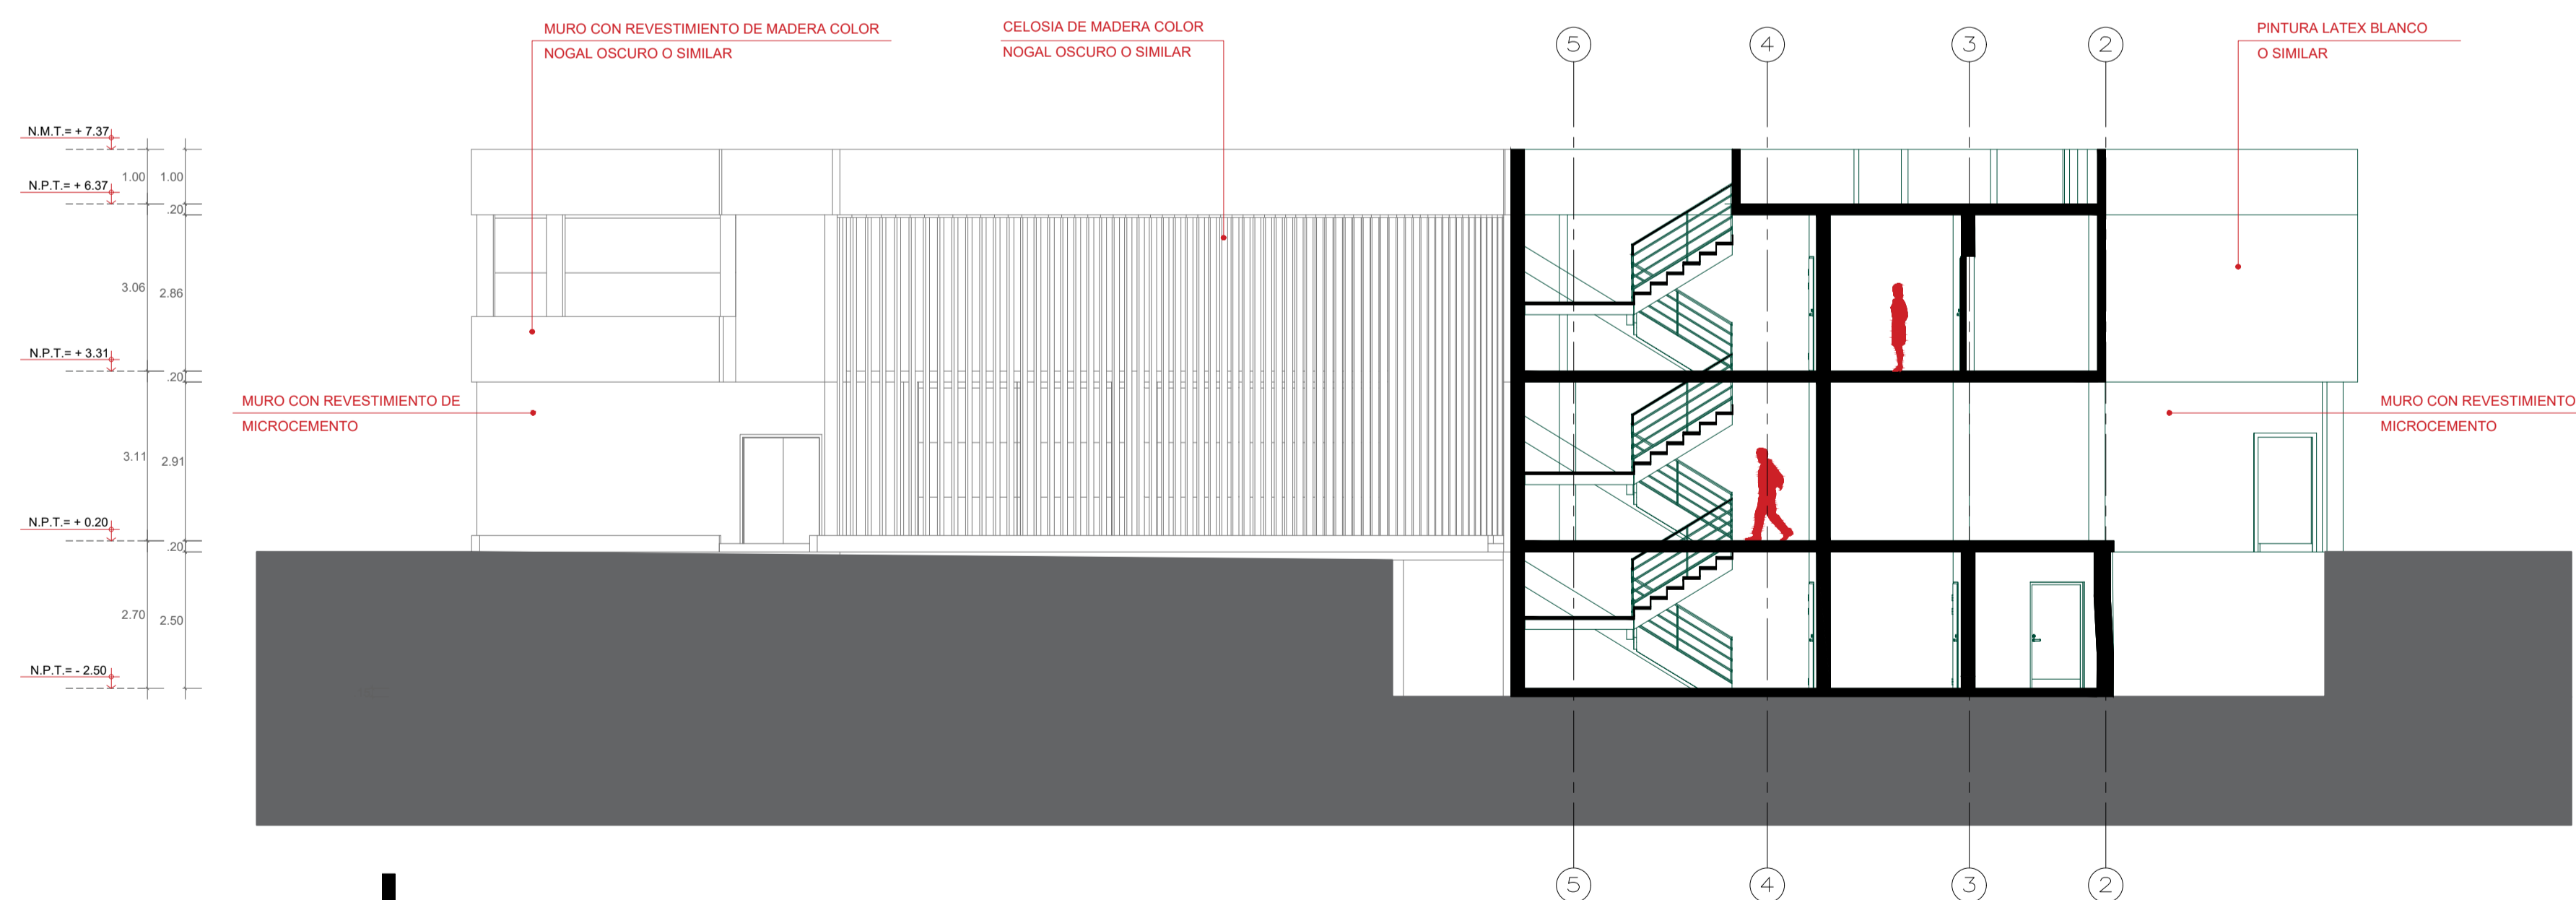 MURO CON REVESTIMIENTO DE MADERA COLOR
NOGAL OSCURO O SIMILAR
CELOSIA DE MADERA COLOR
NOGAL OSCURO O SIMILAR
PINTURA LATEX BLANCO
O SIMILAR
5
4
3
2
N.M.T.= + 7.37
1.00
1.00
N.P.T.= + 6.37
.20
3.06
2.86
N.P.T.= + 3.31
.20
MURO CON REVESTIMIENTO DE
MICROCEMENTO
MURO CON REVESTIMIENTO
MICROCEMENTO
3.11
2.91
N.P.T.= + 0.20
.20
2.70
2.50
N.P.T.= - 2.50
5
4
3
2